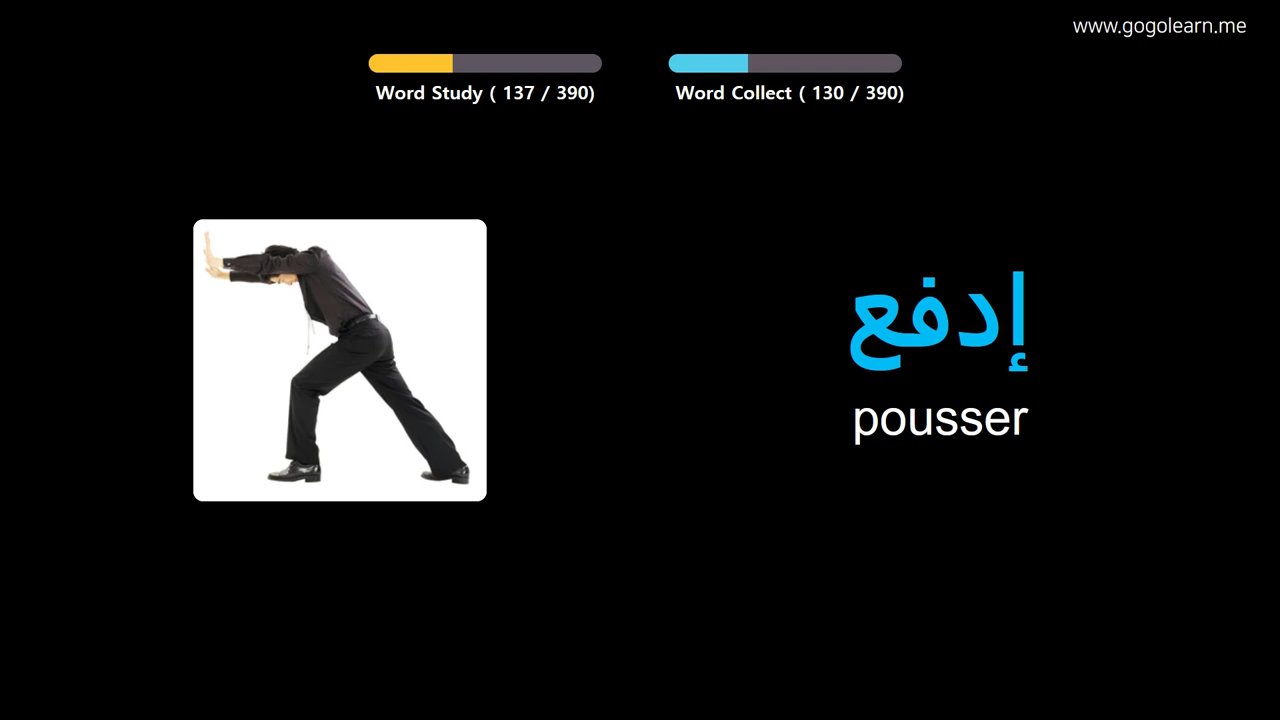 www.gogolearn.me
Word Study ( 137 / 390)
Word Collect ( 130 / 390)
إدفع
pousser